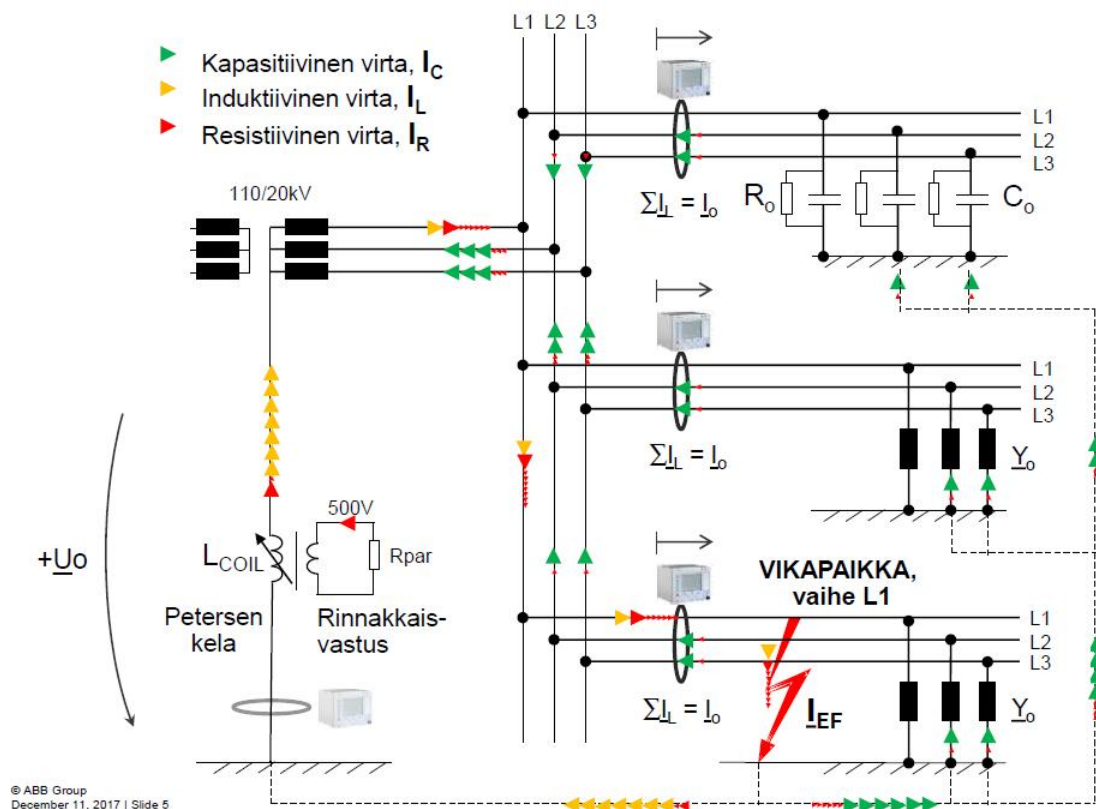 L1 L2 L3
Kapasitiivinen virta, IC
Induktiivinen virta, IL
Resistiivinen virta, IR
110/20kV
L1
L2
L3
ΣIL = Io
Ro
Co
L1
L2
L3
ΣIL = Io
Yo
+Uo
LCOIL
500V
Rpar
Petersen
kela
Rinnakkais-
vastus
VIKAPAIKKA,
vaihe L1
L1
L2
L3
ΣIL = Io
IEF
Yo
© ABB Group
December 11, 2017 | Slide 5